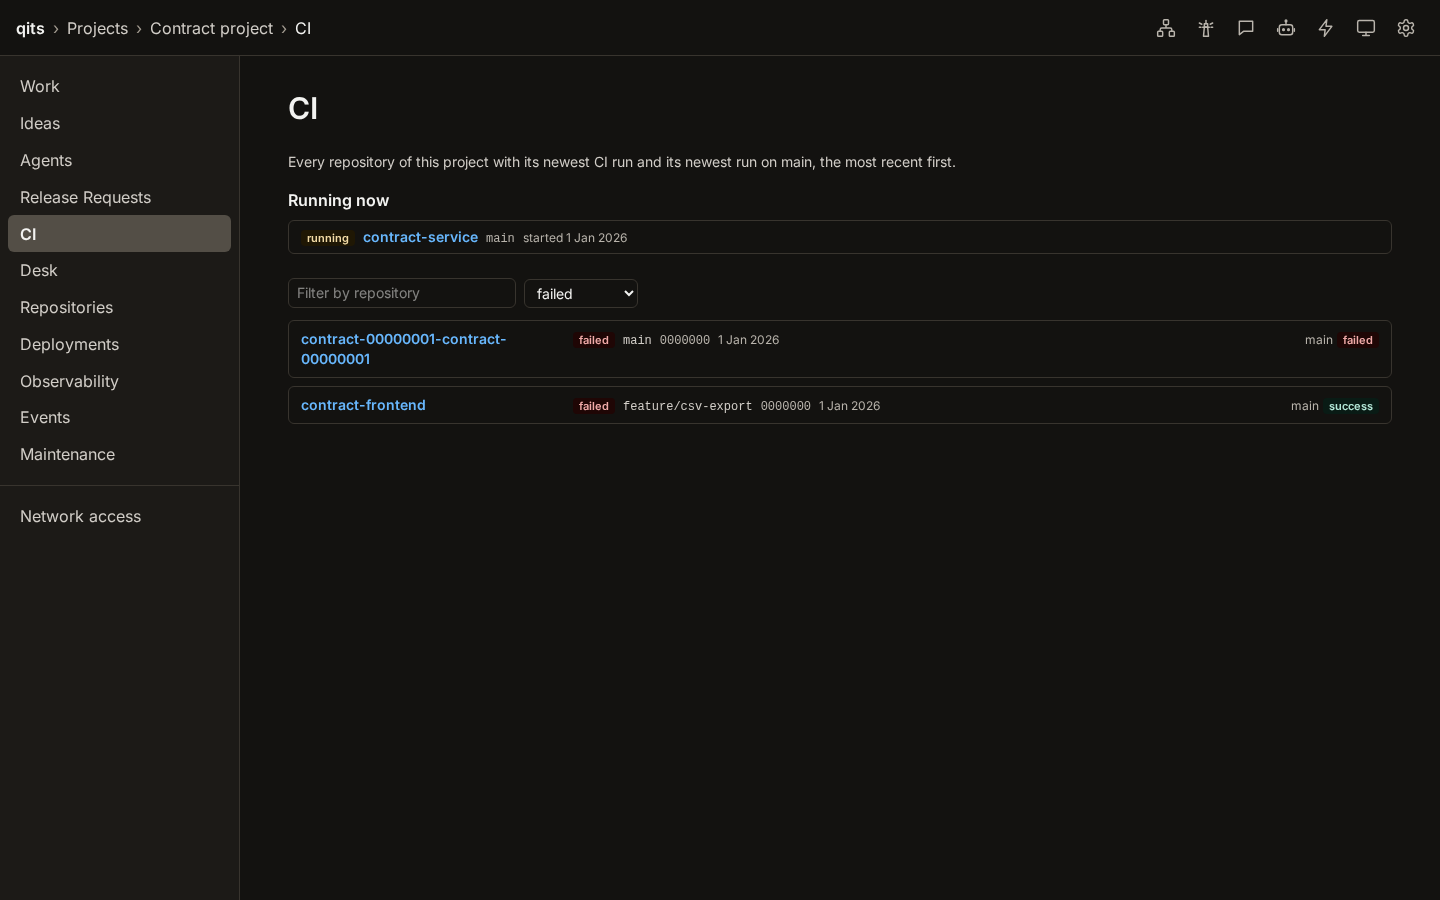 qits › Projects › Contract project › CI
Work
Ideas
Agents
Release Requests
CI
Desk
Repositories
Deployments
Observability
Events
Maintenance
Network access
CI
Every repository of this project with its newest CI run and its newest run on main, the most recent first.
Running now
running contract-service main started 1 Jan 2026
Filter by repository failed
contract-00000001-contract-
00000001 failed main 0000000 1 Jan 2026 main failed
contract-frontend failed feature/csv-export 0000000 1 Jan 2026 main success